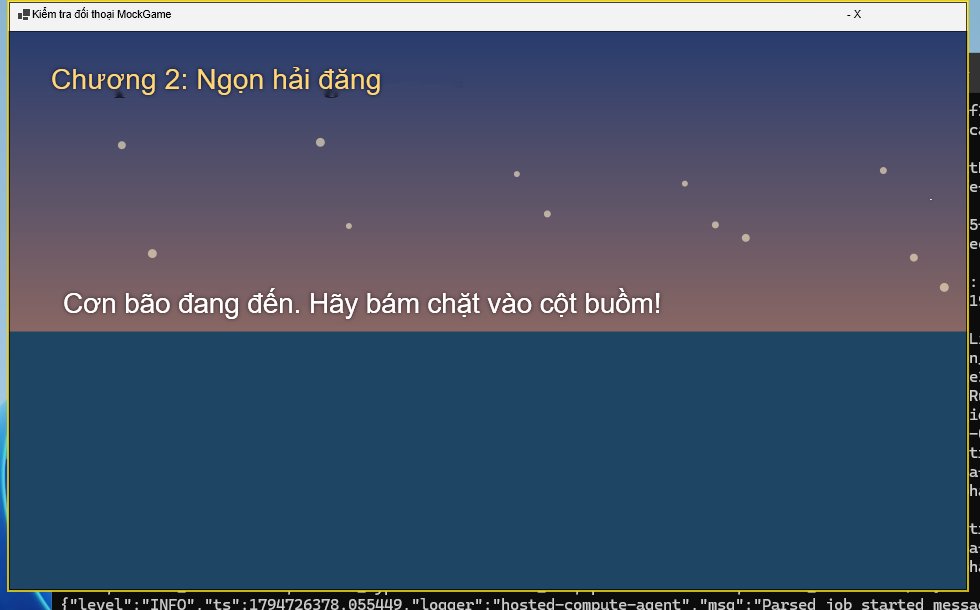 Kiểm tra đối thoại MockGame
- X
Chương 2: Ngọn hải đăng
Cơn bão đang đến. Hãy bám chặt vào cột buồm!
{"level":"INFO","ts":1794726378.055449,"logger":"hosted-compute-agent","msg":"Parsed job started mess